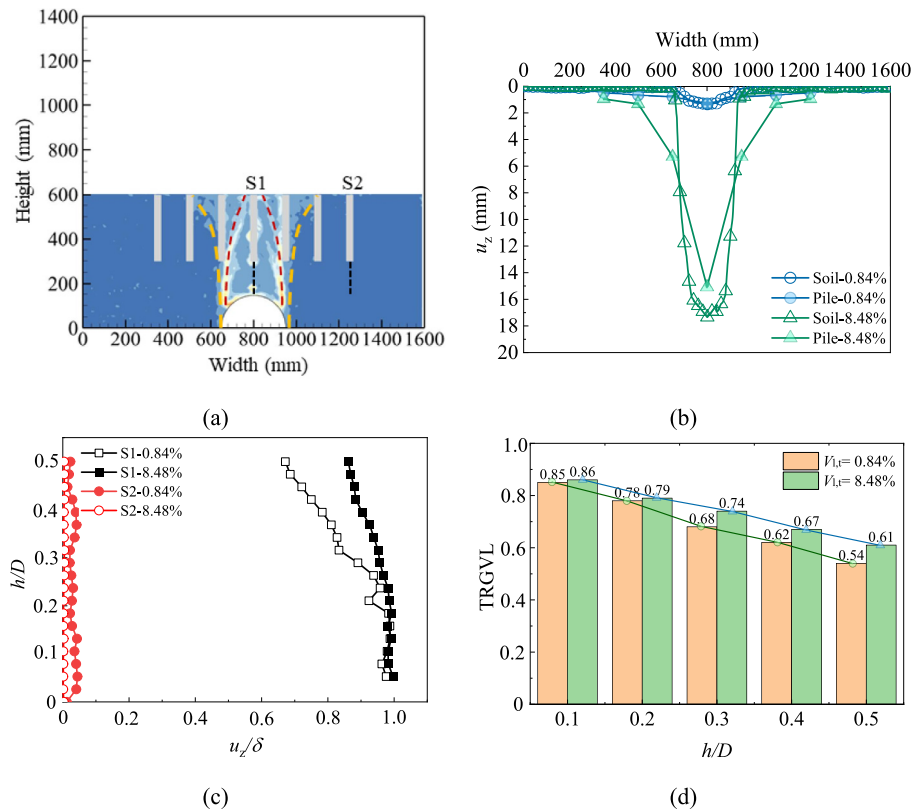 1400
1200
1000
800
600
400
200
0
Height (mm)
S1
S2
0 200 400 600 800 1000 1200 1400 1600
Width (mm)
(a)
Width (mm)
0 200 400 600 800 1000 1200 1400 1600
0
2
4
6
8
10
12
14
16
18
20
u_z (mm)
Soil-0.84%
Pile-0.84%
Soil-8.48%
Pile-8.48%
(b)
S1-0.84%
S1-8.48%
S2-0.84%
S2-8.48%
0.5
0.4
0.3
0.2
0.1
0
h/D
0 0.2 0.4 0.6 0.8 1.0
u_z/δ
(c)
1.0
0.8
0.6
0.4
0.2
0.0
TRGVL
V_{l,t}= 0.84%
V_{l,t}= 8.48%
0.85 0.86
0.78 0.79
0.68 0.74
0.62 0.67
0.54 0.61
0.1 0.2 0.3 0.4 0.5
h/D
(d)